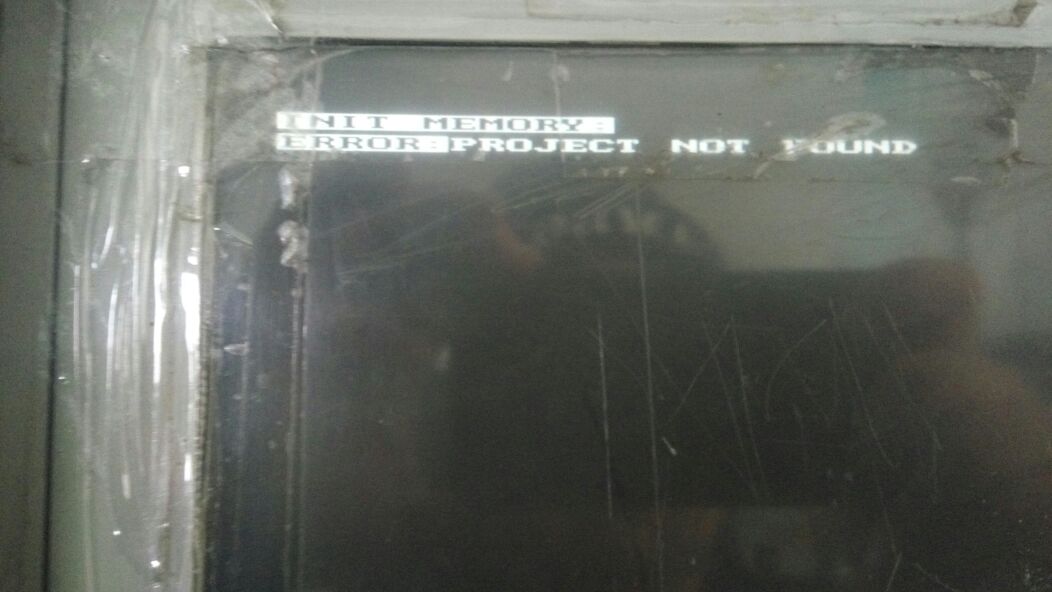 INIT MEMORY:
ERROR:PROJECT NOT FOUND